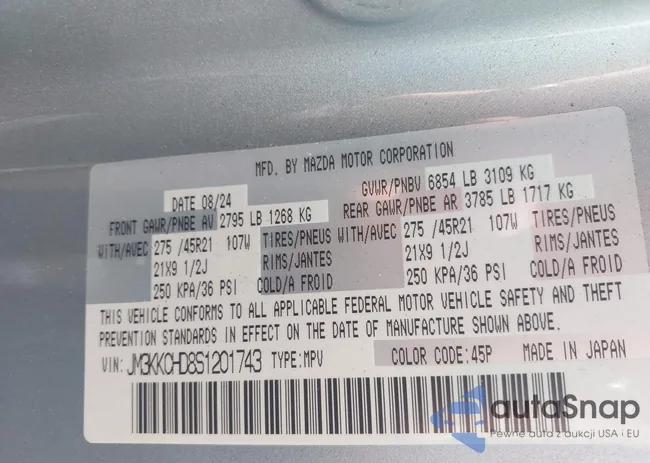 MFD. BY MAZDA MOTOR CORPORATION
DATE 08/24 GVWR/PNBV 6854 LB 3109 KG
FRONT GAWR/PNBE AV 2795 LB 1268 KG REAR GAWR/PNBE AR 3785 LB 1717 KG
WITH/AVEC 275 /45R21 107W TIRES/PNEUS WITH/AVEC 275 /45R21 107W TIRES/PNEUS
21X9 1/2J RIMS/JANTES 21X9 1/2J RIMS/JANTES
250 KPA/36 PSI COLD/A FROID 250 KPA/36 PSI COLD/A FROID
THIS VEHICLE CONFORMS TO ALL APPLICABLE FEDERAL MOTOR VEHICLE SAFETY AND THEFT
PREVENTION STANDARDS IN EFFECT ON THE DATE OF MANUFACTURE SHOWN ABOVE.
VIN: JM3KKCHD8S1201743 TYPE:MPV COLOR CODE:45P MADE IN JAPAN
autoSnap
Pewne auta z aukcji USA i EU